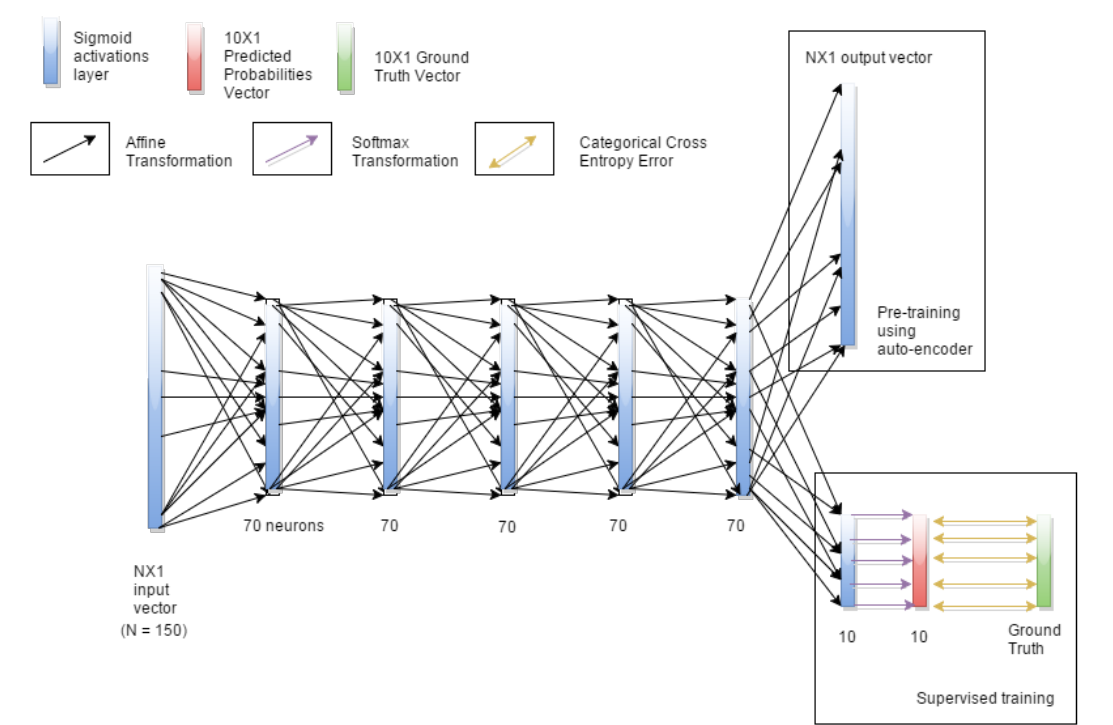 Sigmoid
activations
layer
10X1
Predicted
Probabilities
Vector
10X1 Ground
Truth Vector
Affine
Transformation
Softmax
Transformation
Categorical Cross
Entropy Error
NX1 output vector
Pre-training
using
auto-encoder
70 neurons
70
70
70
70
NX1
input
vector
(N = 150)
10
10
Ground
Truth
Supervised training